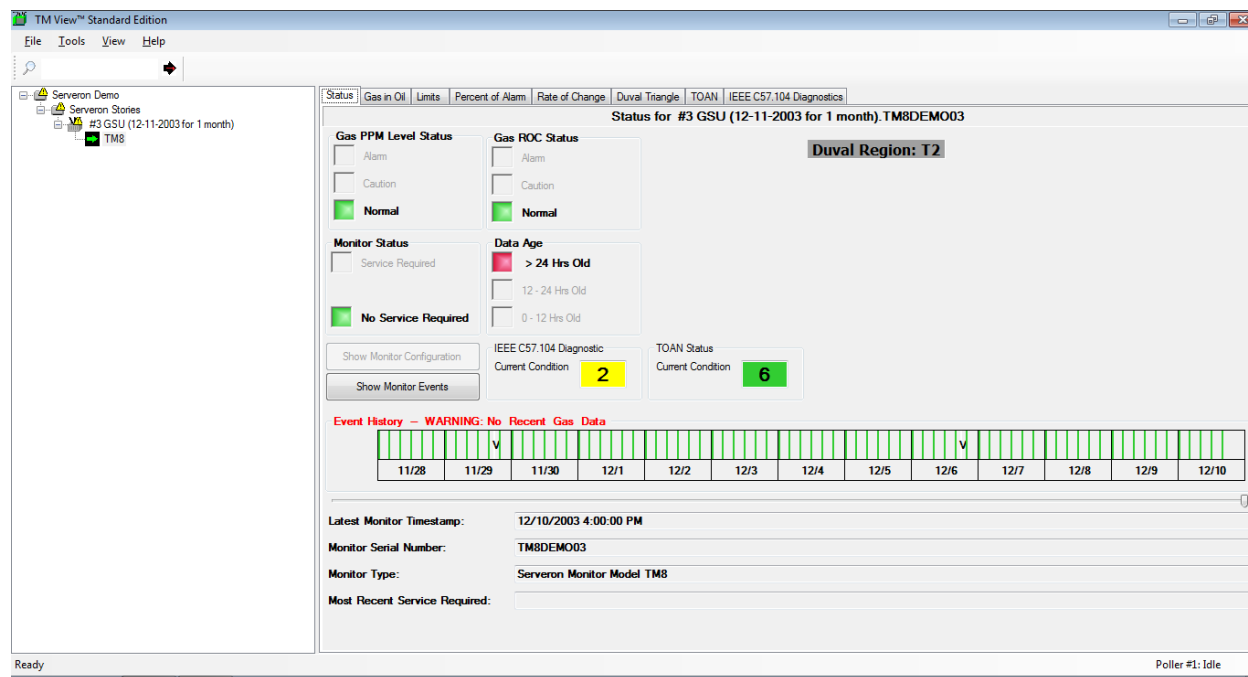 TM View™ Standard Edition
File Tools View Help
Serveron Demo
Serveron Stories
#3 GSU (12-11-2003 for 1 month)
TM8
Status Gas in Oil Limits Percent of Alarm Rate of Change Duval Triangle TOAN IEEE C57.104 Diagnostics
Status for #3 GSU (12-11-2003 for 1 month).TM8DEMO03
Gas PPM Level Status
Alarm
Caution
Normal
Gas ROC Status
Alarm
Caution
Normal
Duval Region: T2
Monitor Status
Service Required
No Service Required
Data Age
> 24 Hrs Old
12 - 24 Hrs Old
0 - 12 Hrs Old
Show Monitor Configuration
Show Monitor Events
IEEE C57.104 Diagnostic
Current Condition 2
TOAN Status
Current Condition 6
Event History – WARNING: No Recent Gas Data
V V
11/28 11/29 11/30 12/1 12/2 12/3 12/4 12/5 12/6 12/7 12/8 12/9 12/10
Latest Monitor Timestamp: 12/10/2003 4:00:00 PM
Monitor Serial Number: TM8DEMO03
Monitor Type: Serveron Monitor Model TM8
Most Recent Service Required:
Ready Poller #1: Idle